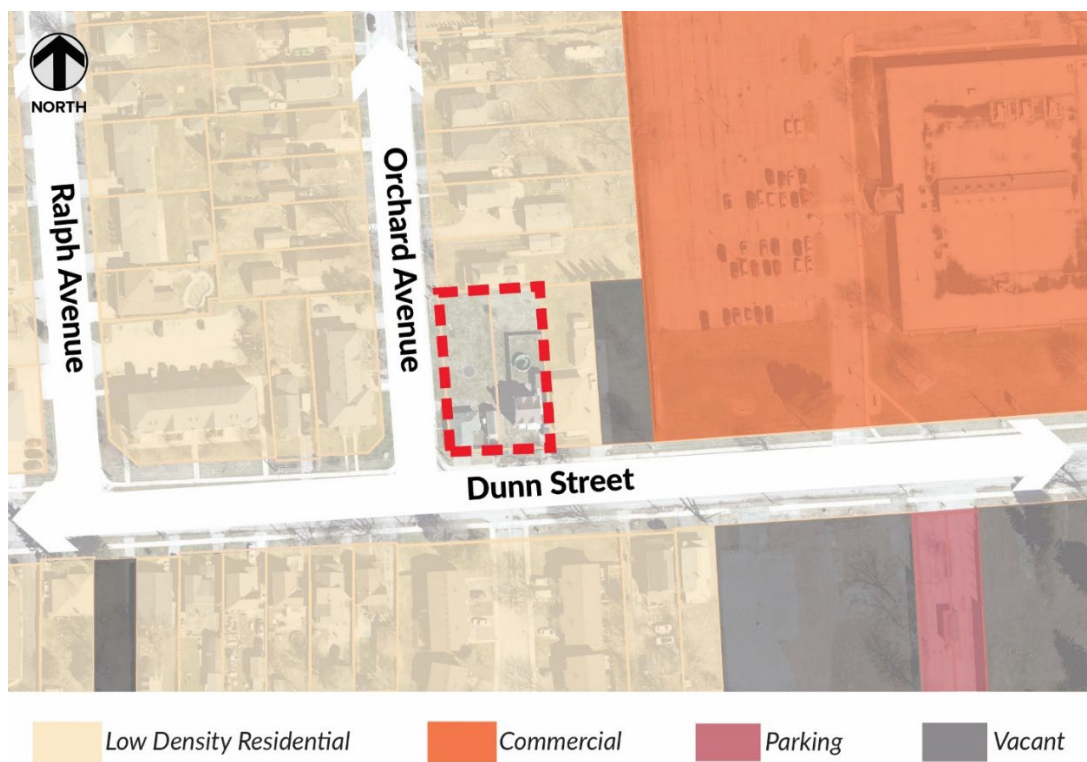 NORTH
Ralph Avenue
Orchard Avenue
Dunn Street
Low Density Residential
Commercial
Parking
Vacant